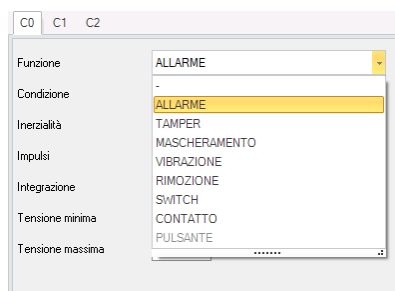 C0 C1 C2
Funzione ALLARME
Condizione -
ALLARME
Inerzialità TAMPER
MASCHERAMENTO
Impulsi VIBRAZIONE
RIMOZIONE
Integrazione SWITCH
Tensione minima CONTATTO
PULSANTE
Tensione massima